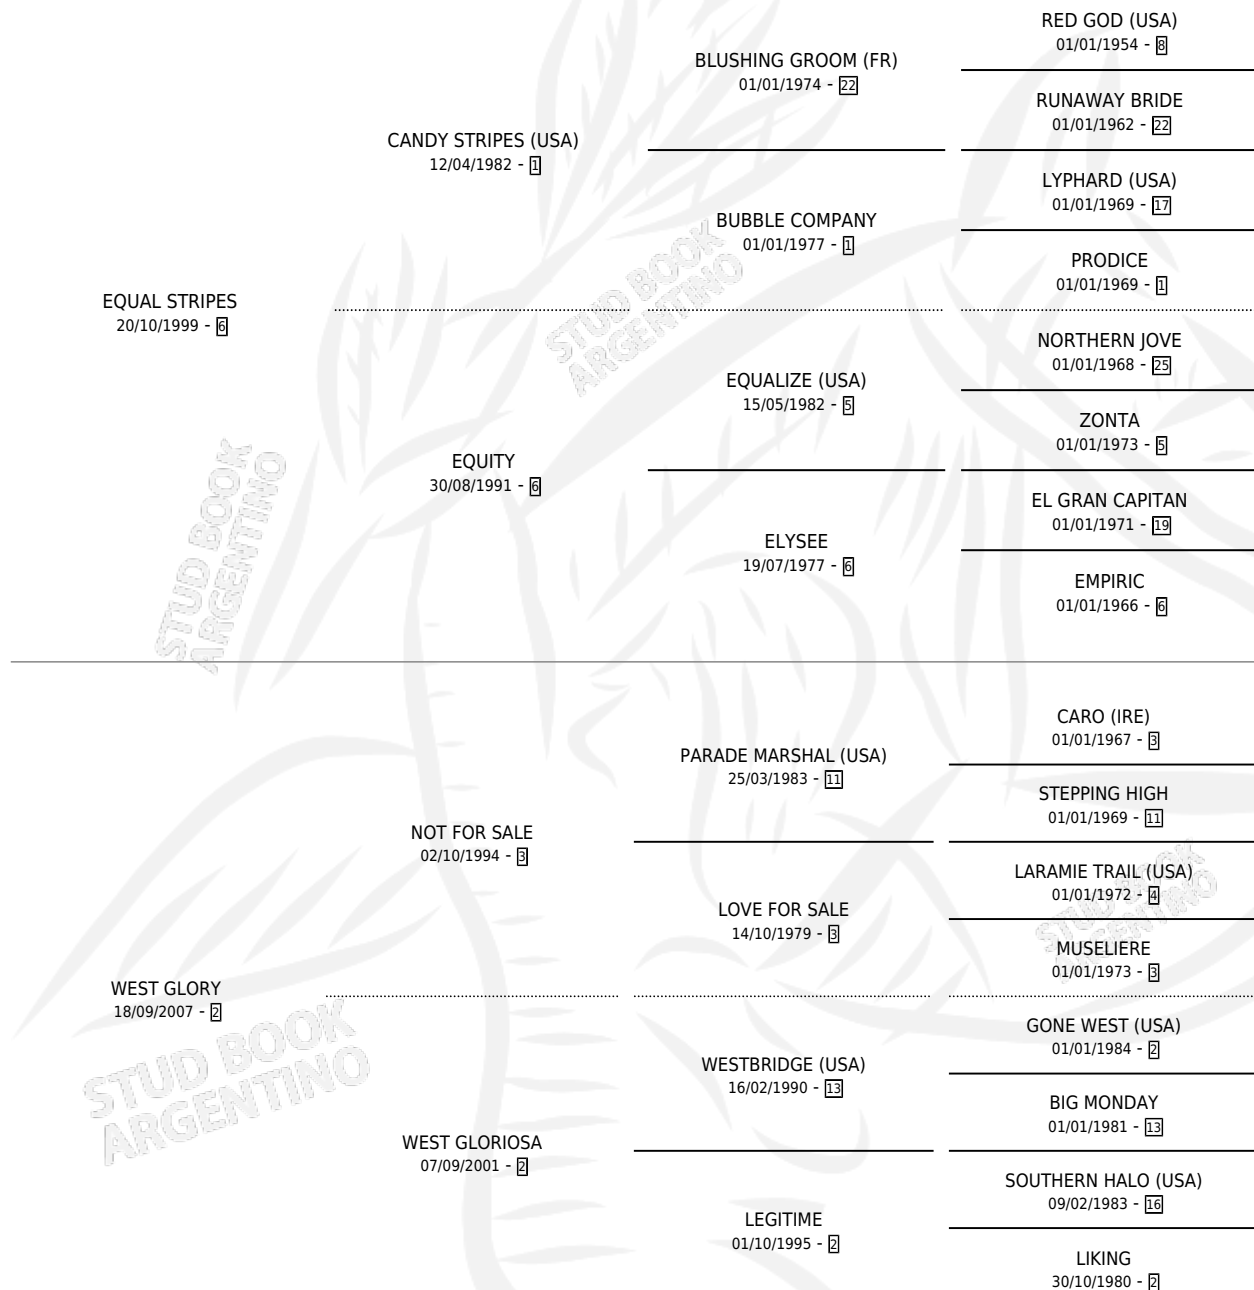 RED GOD (USA)
01/01/1954 - 8
BLUSHING GROOM (FR)
01/01/1974 - 22
RUNAWAY BRIDE
01/01/1962 - 22
CANDY STRIPES (USA)
12/04/1982 - 1
LYPHARD (USA)
01/01/1969 - 17
BUBBLE COMPANY
01/01/1977 - 1
PRODICE
01/01/1969 - 1
EQUAL STRIPES
20/10/1999 - 6
STUD BOOK
ARGENTINO
NORTHERN JOVE
01/01/1968 - 25
EQUALIZE (USA)
15/05/1982 - 5
ZONTA
01/01/1973 - 5
EQUITY
30/08/1991 - 6
EL GRAN CAPITAN
01/01/1971 - 19
ELYSEE
19/07/1977 - 6
EMPIRIC
01/01/1966 - 6
STUD BOOK
ARGENTINO
CARO (IRE)
01/01/1967 - 3
PARADE MARSHAL (USA)
25/03/1983 - 11
STEPPING HIGH
01/01/1969 - 11
NOT FOR SALE
02/10/1994 - 3
LARAMIE TRAIL (USA)
01/01/1972 - 4
LOVE FOR SALE
14/10/1979 - 3
MUSELIERE
01/01/1973 - 3
STUD BOOK
ARGENTINO
WEST GLORY
18/09/2007 - 2
GONE WEST (USA)
01/01/1984 - 2
WESTBRIDGE (USA)
16/02/1990 - 13
BIG MONDAY
01/01/1981 - 13
STUD BOOK
ARGENTINO
WEST GLORIOSA
07/09/2001 - 2
SOUTHERN HALO (USA)
09/02/1983 - 16
LEGITIME
01/10/1995 - 2
LIKING
30/10/1980 - 2